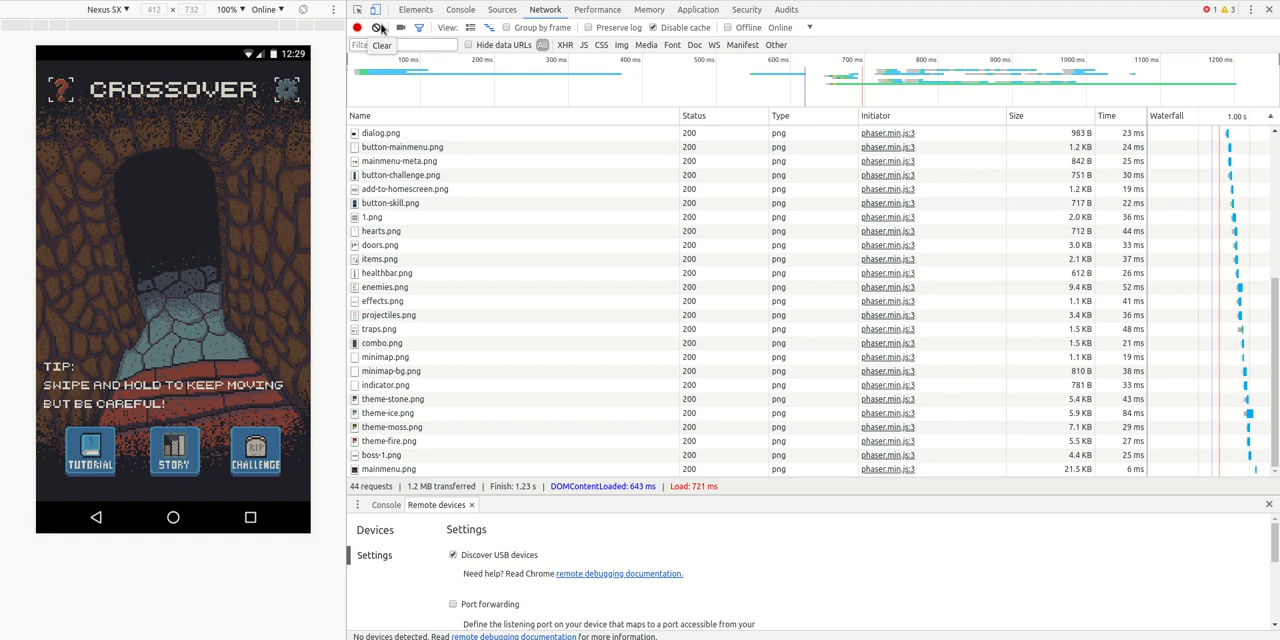 Nexus 5X ▼ 412 × 732 100% ▼ Online ▼
12:29
CROSSOVER
TIP:
SWIPE AND HOLD TO KEEP MOVING
BUT BE CAREFUL!
TUTORIAL STORY CHALLENGE
RIP
Elements Console Sources Network Performance Memory Application Security Audits 1 3
View: Group by frame Preserve log Disable cache Offline Online ▼
Filte Clear Hide data URLs All XHR JS CSS Img Media Font Doc WS Manifest Other
100 ms 200 ms 300 ms 400 ms 500 ms 600 ms 700 ms 800 ms 900 ms 1000 ms 1100 ms 1200 ms
Name Status Type Initiator Size Time Waterfall 1.00 s
dialog.png 200 png phaser.min.js:3 983 B 23 ms
button-mainmenu.png 200 png phaser.min.js:3 1.2 KB 24 ms
mainmenu-meta.png 200 png phaser.min.js:3 842 B 25 ms
button-challenge.png 200 png phaser.min.js:3 751 B 30 ms
add-to-homescreen.png 200 png phaser.min.js:3 1.2 KB 19 ms
button-skill.png 200 png phaser.min.js:3 717 B 22 ms
1.png 200 png phaser.min.js:3 2.0 KB 36 ms
hearts.png 200 png phaser.min.js:3 712 B 44 ms
doors.png 200 png phaser.min.js:3 3.0 KB 33 ms
items.png 200 png phaser.min.js:3 2.1 KB 37 ms
healthbar.png 200 png phaser.min.js:3 612 B 26 ms
enemies.png 200 png phaser.min.js:3 9.4 KB 52 ms
effects.png 200 png phaser.min.js:3 1.1 KB 41 ms
projectiles.png 200 png phaser.min.js:3 3.4 KB 36 ms
traps.png 200 png phaser.min.js:3 1.5 KB 48 ms
combo.png 200 png phaser.min.js:3 1.5 KB 21 ms
minimap.png 200 png phaser.min.js:3 1.1 KB 19 ms
minimap-bg.png 200 png phaser.min.js:3 810 B 38 ms
indicator.png 200 png phaser.min.js:3 781 B 33 ms
theme-stone.png 200 png phaser.min.js:3 5.4 KB 43 ms
theme-ice.png 200 png phaser.min.js:3 5.9 KB 84 ms
theme-moss.png 200 png phaser.min.js:3 7.1 KB 29 ms
theme-fire.png 200 png phaser.min.js:3 5.5 KB 27 ms
boss-1.png 200 png phaser.min.js:3 4.4 KB 25 ms
mainmenu.png 200 png phaser.min.js:3 21.5 KB 6 ms
44 requests | 1.2 MB transferred | Finish: 1.23 s | DOMContentLoaded: 643 ms | Load: 721 ms
Console Remote devices ×
Devices Settings
Settings Discover USB devices
Need help? Read Chrome remote debugging documentation.
Port forwarding
Define the listening port on your device that maps to a port accessible from your
No devices detected. Read remote debugging documentation for more information.